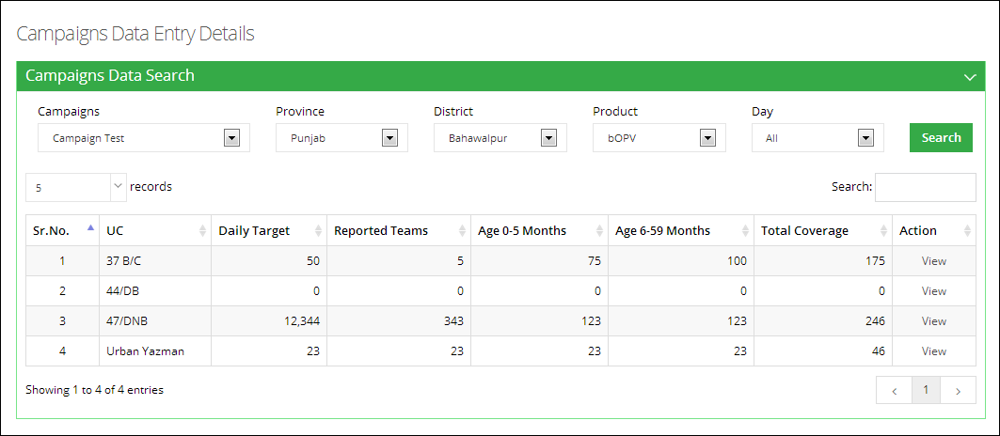 Campaigns Data Entry Details
Campaigns Data Search
Campaigns Province District Product Day
Campaign Test Punjab Bahawalpur bOPV All Search
5 records Search:
Sr.No. UC Daily Target Reported Teams Age 0-5 Months Age 6-59 Months Total Coverage Action
1 37 B/C 50 5 75 100 175 View
2 44/DB 0 0 0 0 0 View
3 47/DNB 12,344 343 123 123 246 View
4 Urban Yazman 23 23 23 23 46 View
Showing 1 to 4 of 4 entries ‹ 1 ›